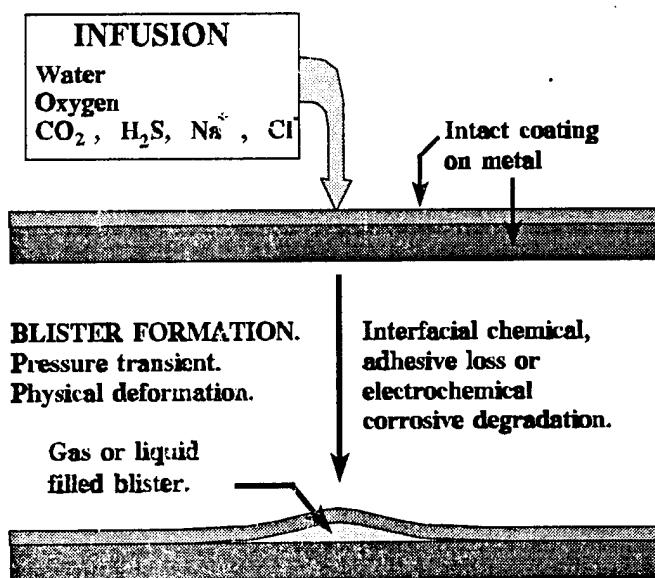 INFUSION
Water
Oxygen
CO₂ , H₂S, Na⁺ , Cl⁻
Intact coating
on metal
BLISTER FORMATION.
Pressure transient.
Physical deformation.
Interfacial chemical,
adhesive loss or
electrochemical
corrosive degradation.
Gas or liquid
filled blister.